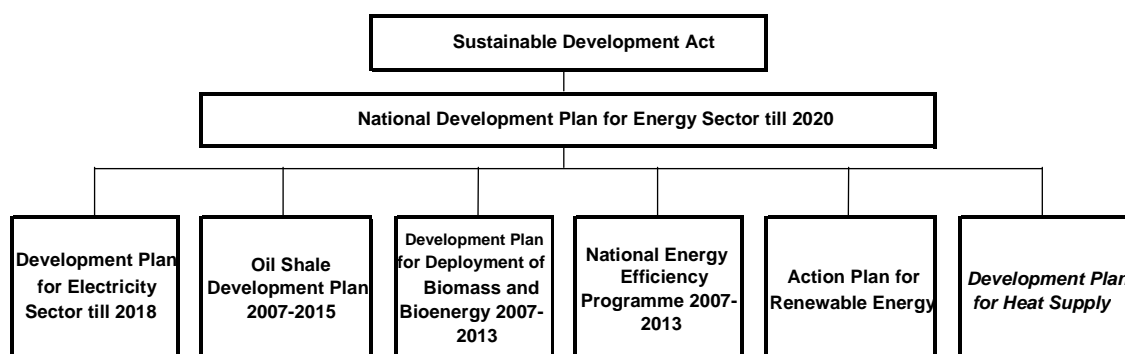 Sustainable Development Act
National Development Plan for Energy Sector till 2020
Development Plan
for Electricity
Sector till 2018
Oil Shale
Development Plan
2007-2015
Development Plan
for Deployment of
Biomass and
Bioenergy 2007-
2013
National Energy
Efficiency
Programme 2007-
2013
Action Plan for
Renewable Energy
Development Plan
for Heat Supply